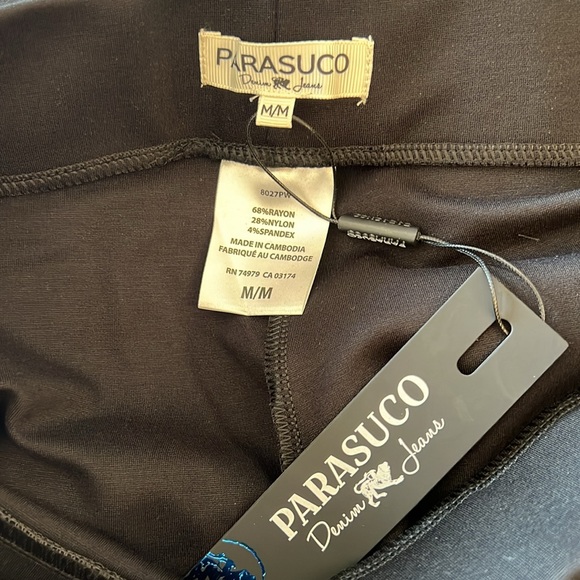 PARASUCO
Denim Jeans
M/M
8027PW
68%RAYON
28%NYLON
4%SPANDEX
MADE IN CAMBODIA
FABRIQUÉ AU CAMBODGE
RN 74979 CA 03174
M/M
PARASUCO
Denim Jeans